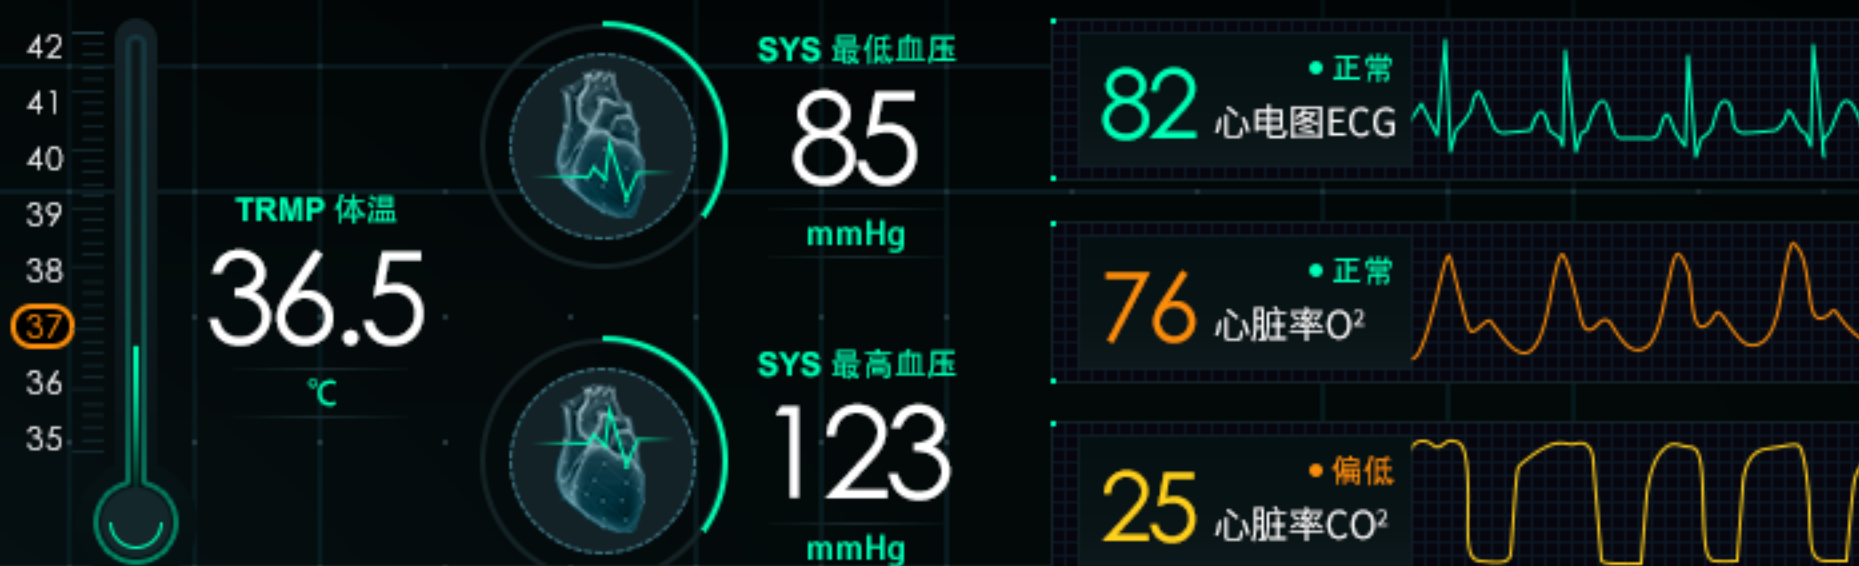 42
41
40
39
38
37
36
35
TRMP 体温
36.5
℃
SYS 最低血压
85
mmHg
SYS 最高血压
123
mmHg
82
正常
心电图ECG
76
正常
心脏率O²
25
偏低
心脏率CO²